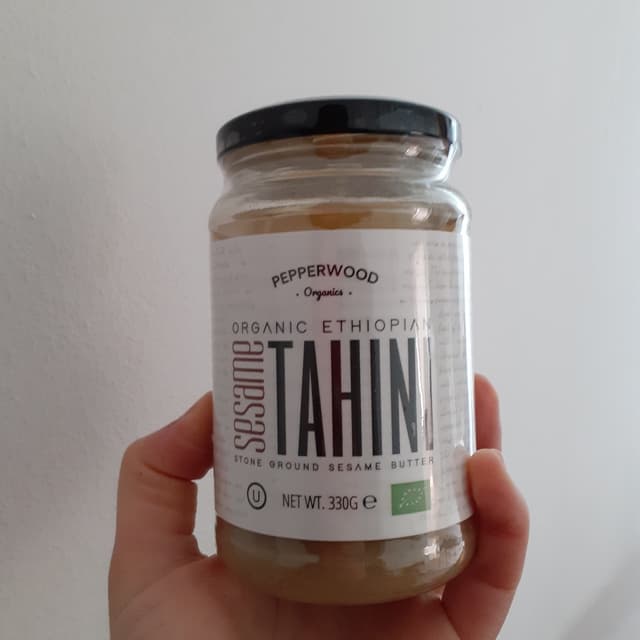 PEPPERWOOD
• Organics •
ORGANIC ETHIOPIAN
sesame
TAHINI
STONE GROUND SESAME BUTTER
U NET WT. 330G ℮